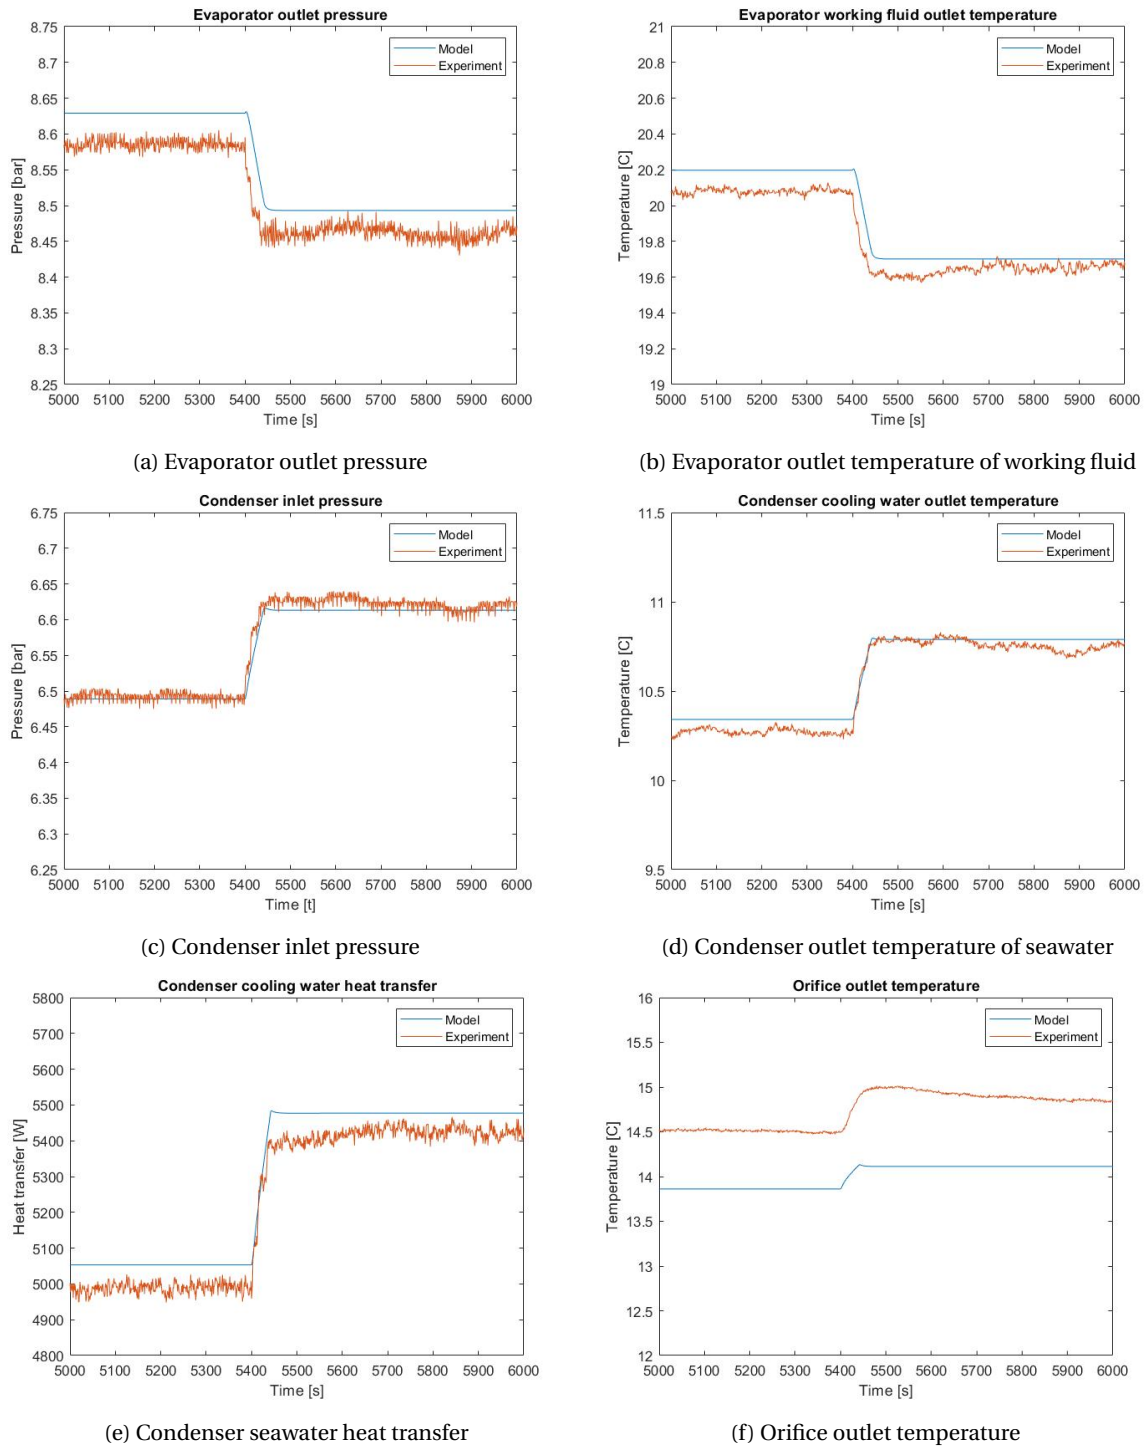 Evaporator outlet pressure
8.75
8.7
8.65
8.6
8.55
8.5
8.45
8.4
8.35
8.3
8.25
Pressure [bar]
Model
Experiment
5000 5100 5200 5300 5400 5500 5600 5700 5800 5900 6000
Time [s]
(a) Evaporator outlet pressure
Evaporator working fluid outlet temperature
21
20.8
20.6
20.4
20.2
20
19.8
19.6
19.4
19.2
19
Temperature [C]
Model
Experiment
5000 5100 5200 5300 5400 5500 5600 5700 5800 5900 6000
Time [s]
(b) Evaporator outlet temperature of working fluid
Condenser inlet pressure
6.75
6.7
6.65
6.6
6.55
6.5
6.45
6.4
6.35
6.3
6.25
Pressure [bar]
Model
Experiment
5000 5100 5200 5300 5400 5500 5600 5700 5800 5900 6000
Time [t]
(c) Condenser inlet pressure
Condenser cooling water outlet temperature
11.5
11
10.5
10
9.5
Temperature [C]
Model
Experiment
5000 5100 5200 5300 5400 5500 5600 5700 5800 5900 6000
Time [s]
(d) Condenser outlet temperature of seawater
Condenser cooling water heat transfer
5800
5700
5600
5500
5400
5300
5200
5100
5000
4900
4800
Heat transfer [W]
Model
Experiment
5000 5100 5200 5300 5400 5500 5600 5700 5800 5900 6000
Time [s]
(e) Condenser seawater heat transfer
Orifice outlet temperature
16
15.5
15
14.5
14
13.5
13
12.5
12
Temperature [C]
Model
Experiment
5000 5100 5200 5300 5400 5500 5600 5700 5800 5900 6000
Time [s]
(f) Orifice outlet temperature